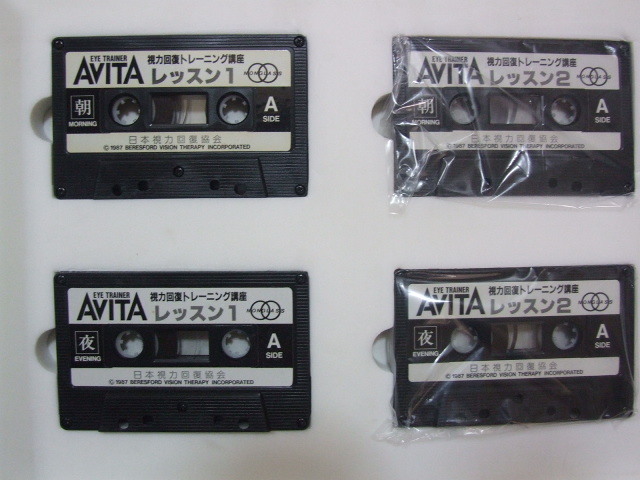 EYE TRAINER
AVITA
視力回復トレーニング講座
レッスン1
朝
MORNING
A
SIDE
日本視力回復協会
© 1987 BERESFORD VISION THERAPY INCORPORATED
EYE TRAINER
AVITA
視力回復トレーニング講座
レッスン2
朝
MORNING
A
SIDE
日本視力回復協会
© 1987 BERESFORD VISION THERAPY INCORPORATED
EYE TRAINER
AVITA
視力回復トレーニング講座
レッスン1
夜
EVENING
A
SIDE
日本視力回復協会
© 1987 BERESFORD VISION THERAPY INCORPORATED
EYE TRAINER
AVITA
視力回復トレーニング講座
レッスン2
夜
EVENING
A
SIDE
日本視力回復協会
© 1987 BERESFORD VISION THERAPY INCORPORATED